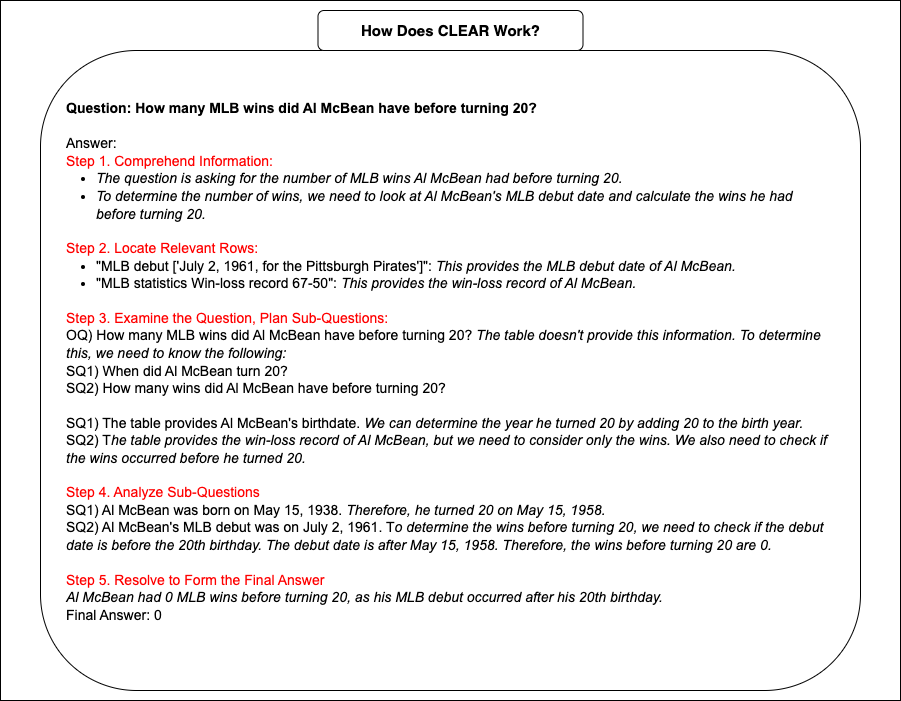 How Does CLEAR Work?
Question: How many MLB wins did Al McBean have before turning 20?
Answer:
Step 1. Comprehend Information:
• The question is asking for the number of MLB wins Al McBean had before turning 20.
• To determine the number of wins, we need to look at Al McBean's MLB debut date and calculate the wins he had
before turning 20.
Step 2. Locate Relevant Rows:
• "MLB debut ['July 2, 1961, for the Pittsburgh Pirates']": This provides the MLB debut date of Al McBean.
• "MLB statistics Win-loss record 67-50": This provides the win-loss record of Al McBean.
Step 3. Examine the Question, Plan Sub-Questions:
OQ) How many MLB wins did Al McBean have before turning 20? The table doesn't provide this information. To determine
this, we need to know the following:
SQ1) When did Al McBean turn 20?
SQ2) How many wins did Al McBean have before turning 20?
SQ1) The table provides Al McBean's birthdate. We can determine the year he turned 20 by adding 20 to the birth year.
SQ2) The table provides the win-loss record of Al McBean, but we need to consider only the wins. We also need to check if
the wins occurred before he turned 20.
Step 4. Analyze Sub-Questions
SQ1) Al McBean was born on May 15, 1938. Therefore, he turned 20 on May 15, 1958.
SQ2) Al McBean's MLB debut was on July 2, 1961. To determine the wins before turning 20, we need to check if the debut
date is before the 20th birthday. The debut date is after May 15, 1958. Therefore, the wins before turning 20 are 0.
Step 5. Resolve to Form the Final Answer
Al McBean had 0 MLB wins before turning 20, as his MLB debut occurred after his 20th birthday.
Final Answer: 0